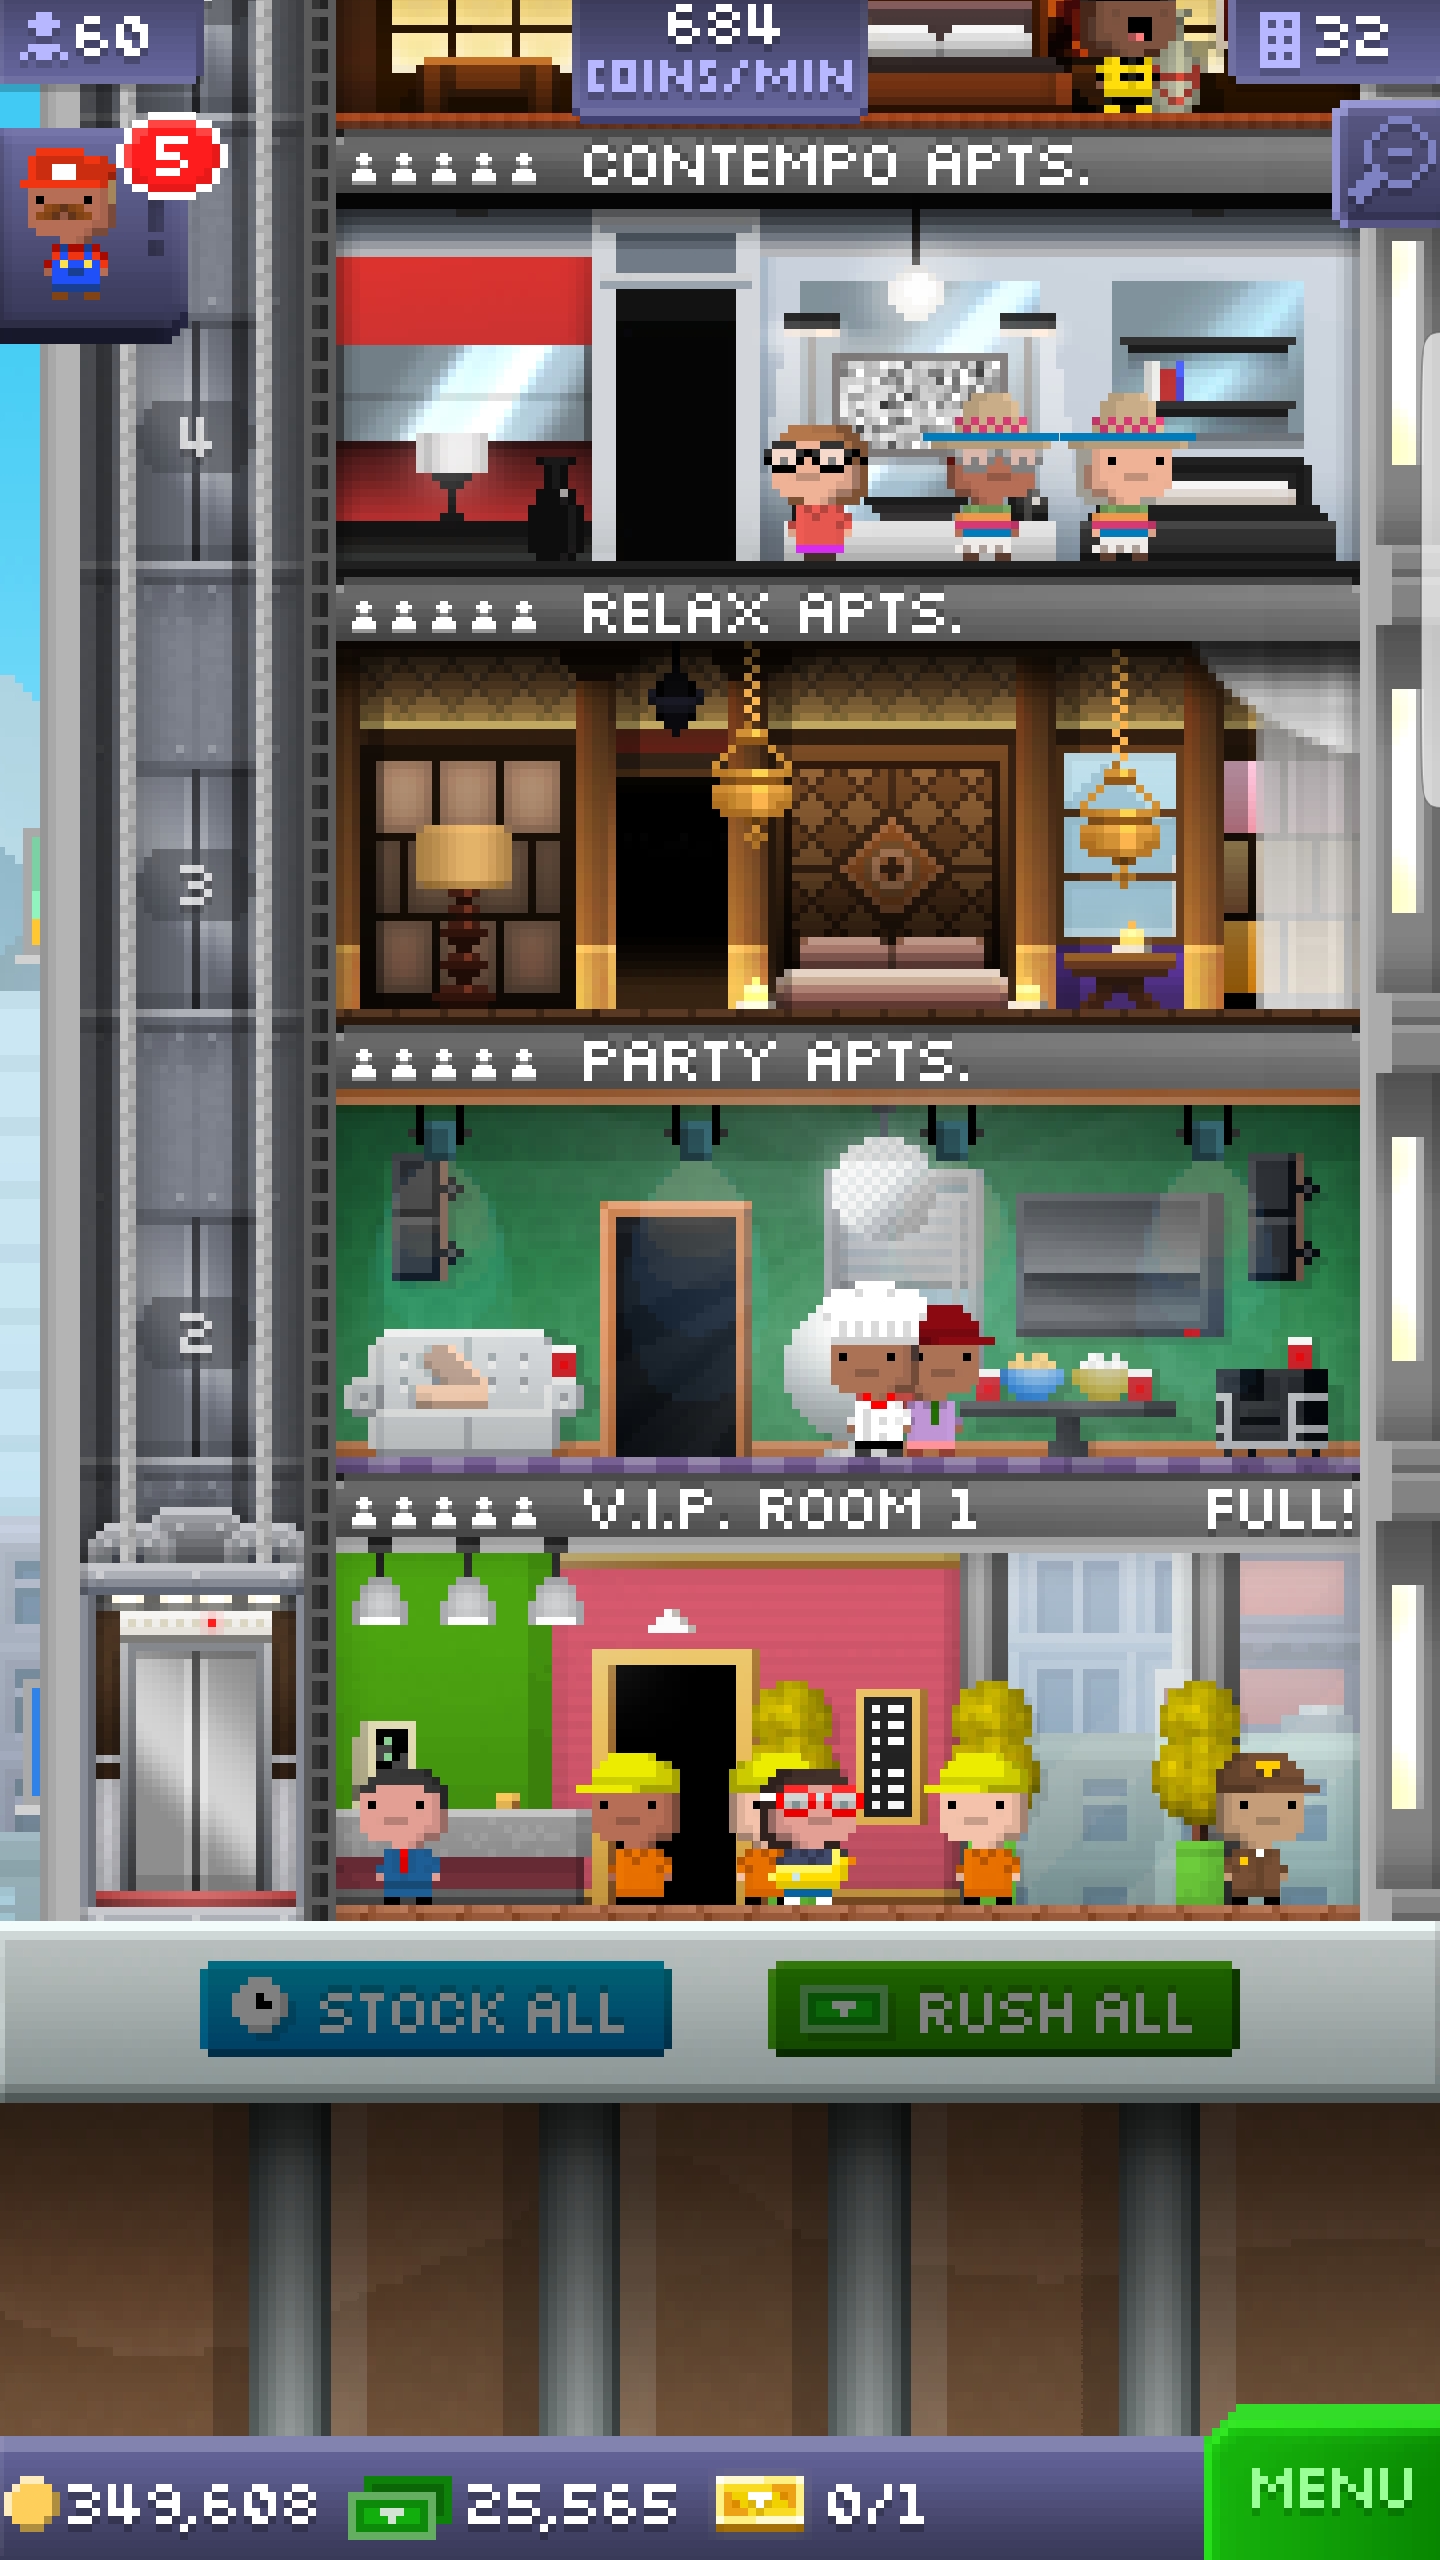 60
684
COINS/MIN
32
5
CONTEMPO APTS.
4
RELAX APTS.
3
PARTY APTS.
2
V.I.P. ROOM 1 FULL!
STOCK ALL
RUSH ALL
349,608 25,565 0/1
MENU